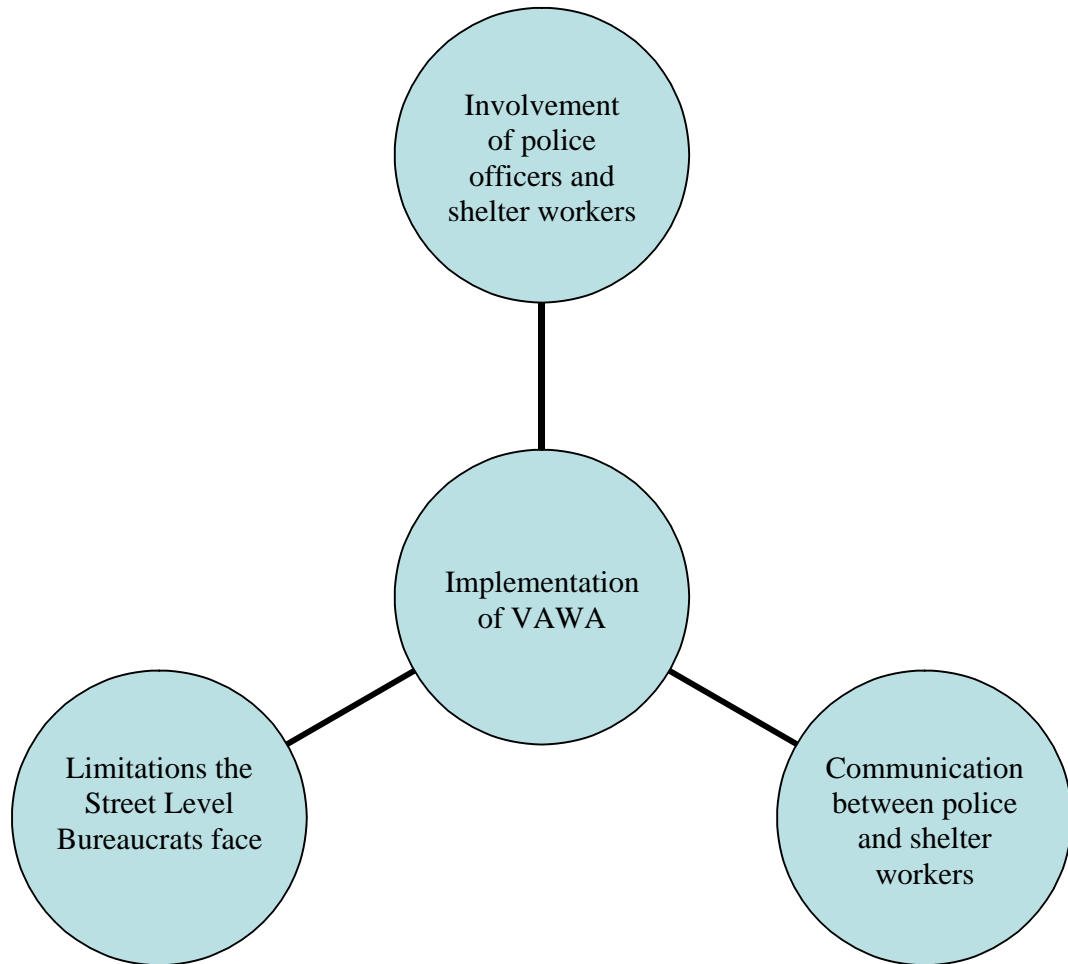 Involvement
of police
officers and
shelter workers
Implementation
of VAWA
Limitations the
Street Level
Bureaucrats face
Communication
between police
and shelter
workers